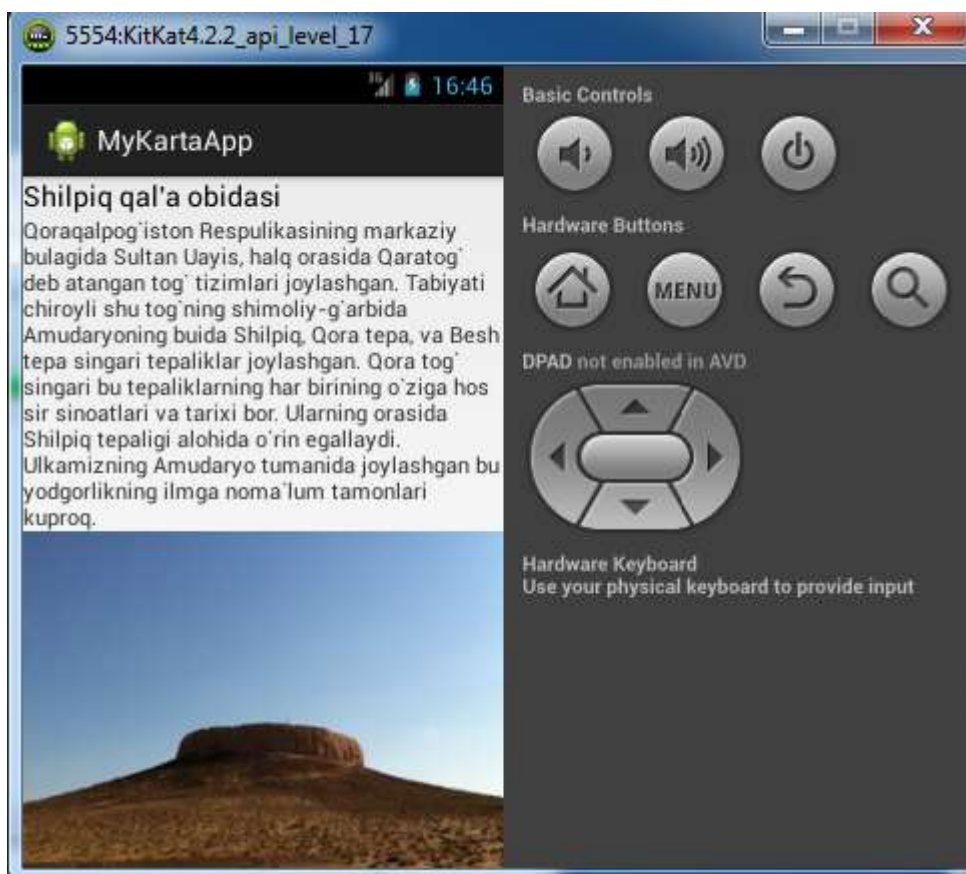 5554:KitKat4.2.2_api_level_17
3G 16:46
MyKartaApp
Shilpiq qal'a obidasi
Qoraqalpog`iston Respulikasining markaziy
bulagida Sultan Uayis, halq orasida Qaratog`
deb atangan tog` tizimlari joylashgan. Tabiyati
chiroyli shu tog`ning shimoliy-g`arbida
Amudaryoning buida Shilpiq, Qora tepa, va Besh
tepa singari tepaliklar joylashgan. Qora tog`
singari bu tepaliklarning har birining o`ziga hos
sir sinoatlari va tarixi bor. Ularning orasida
Shilpiq tepaligi alohida o`rin egallaydi.
Ulkamizning Amudaryo tumanida joylashgan bu
yodgorlikning ilmga noma`lum tamonlari
kuproq.
Basic Controls
Hardware Buttons
MENU
DPAD not enabled in AVD
Hardware Keyboard
Use your physical keyboard to provide input